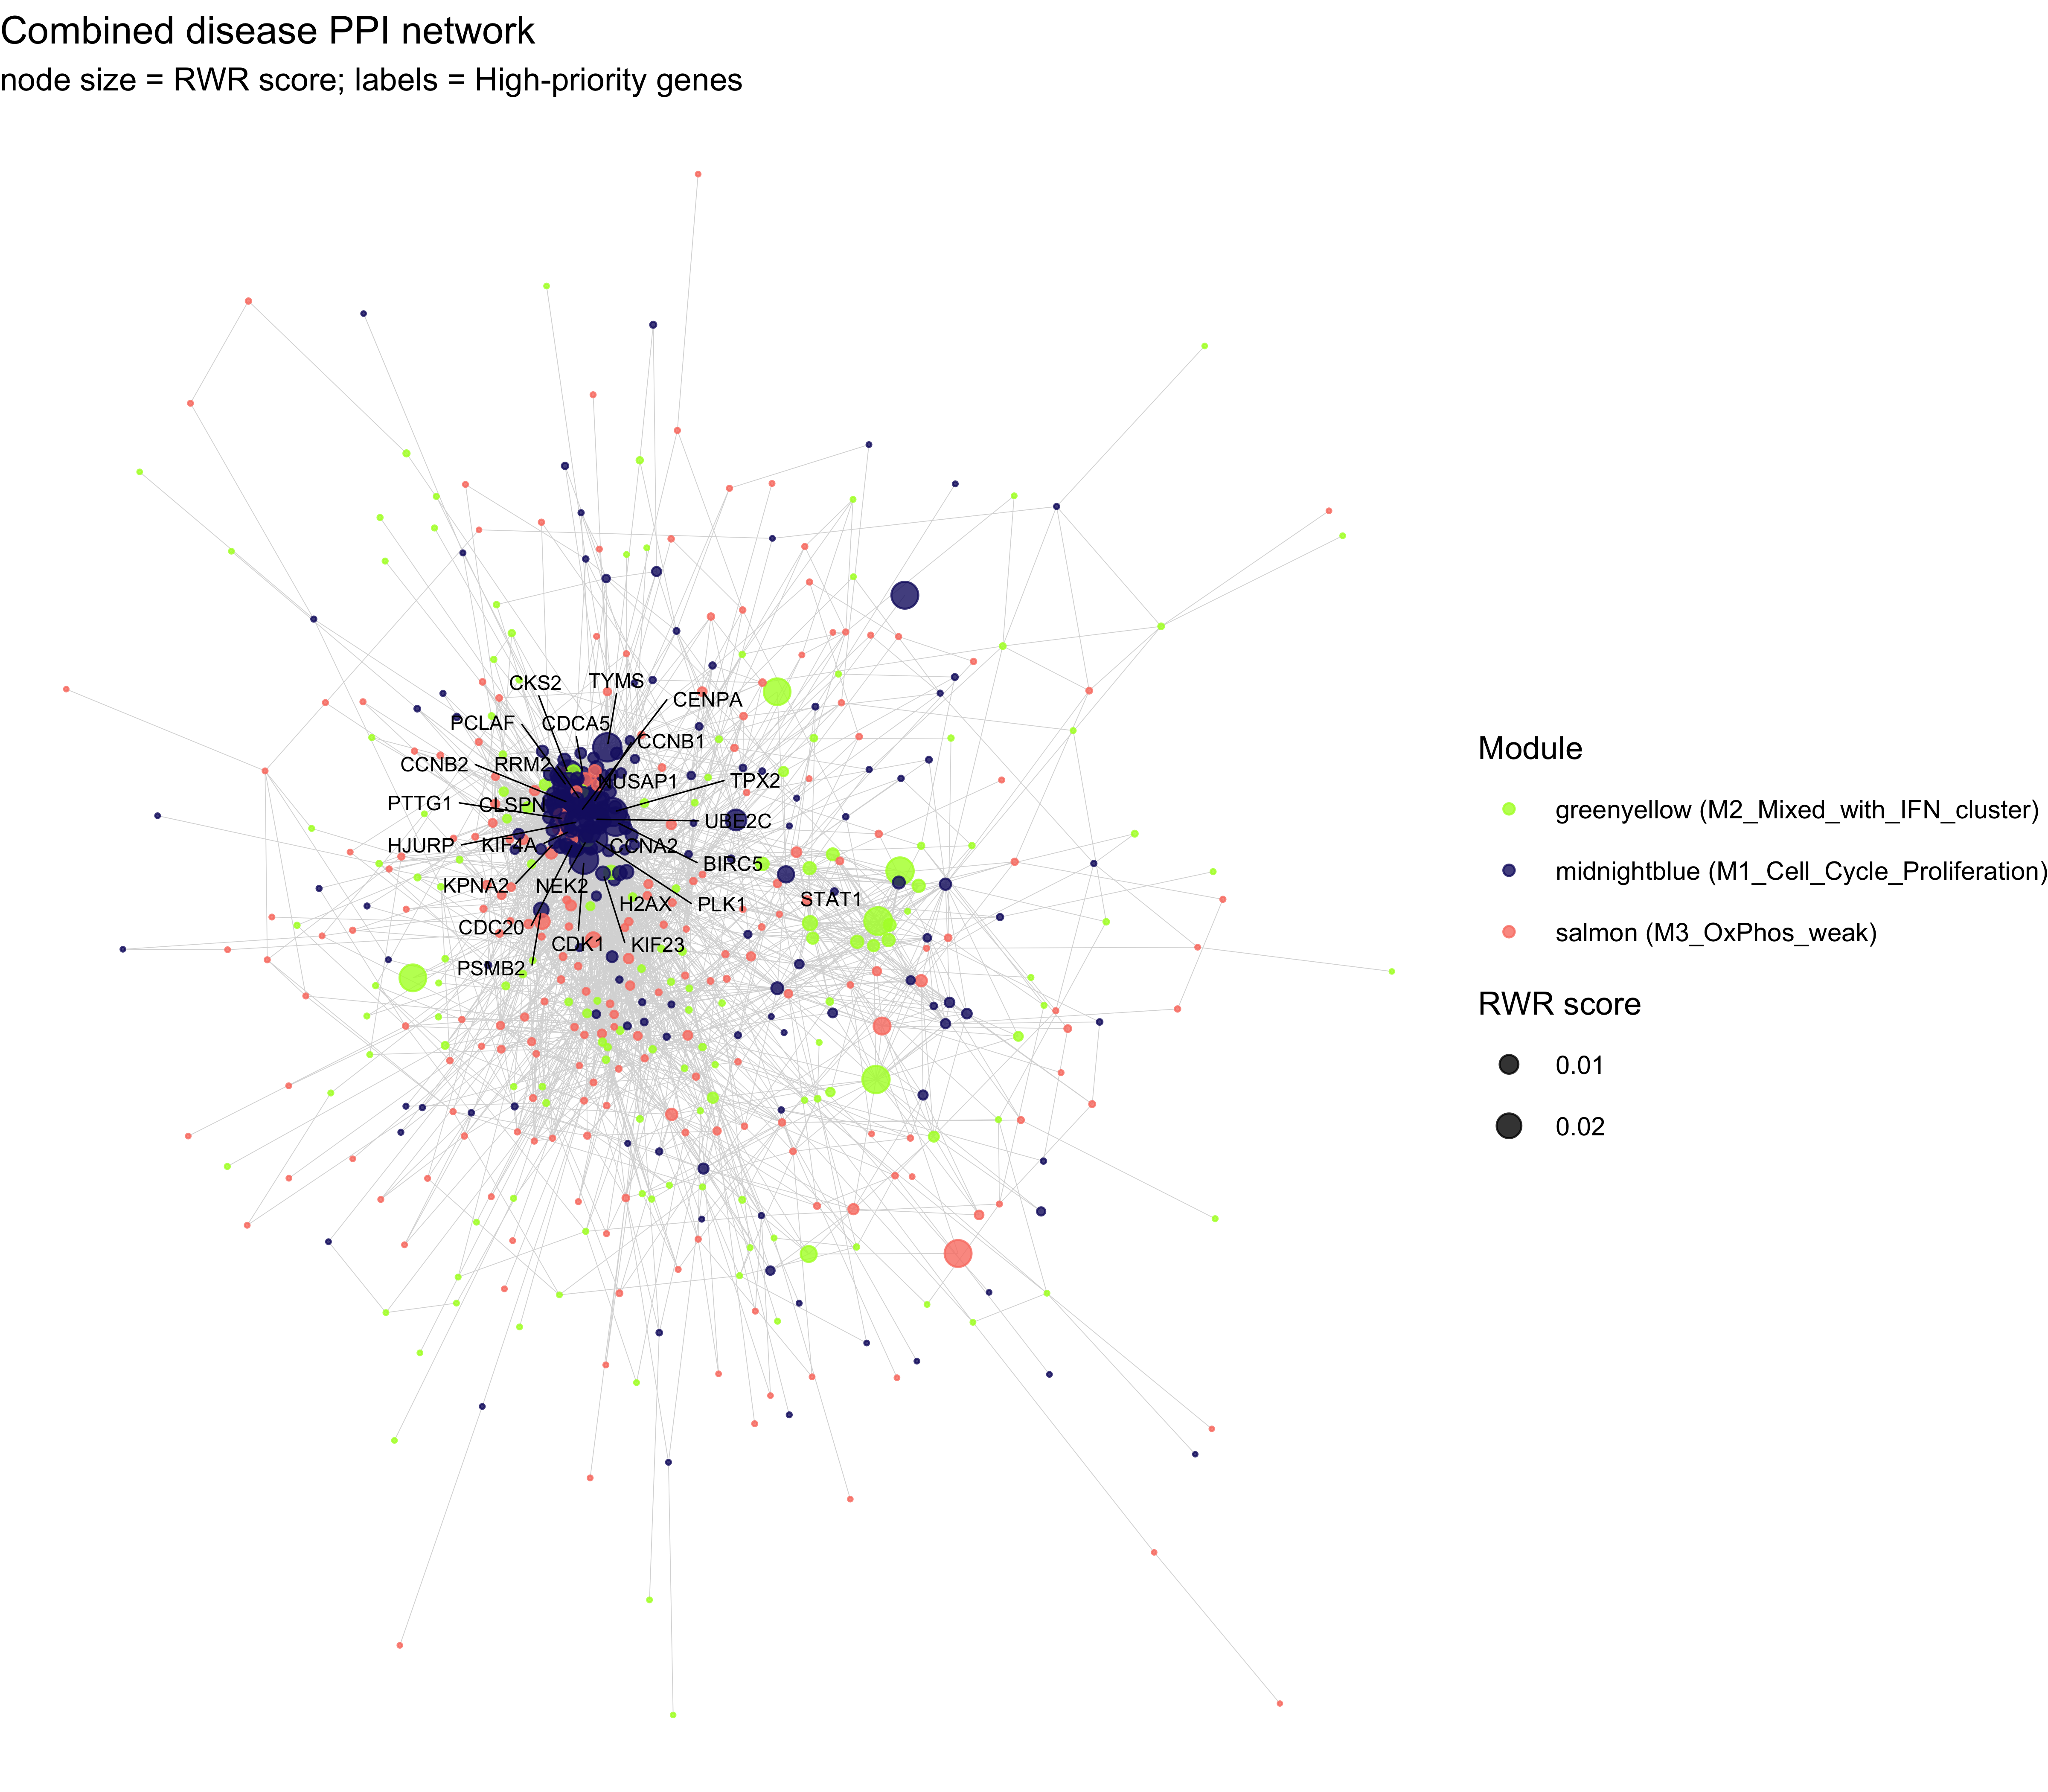 Combined disease PPI network
node size = RWR score; labels = High-priority genes
CKS2
TYMS
CENPA
PCLAF
CDCA5
CCNB1
CCNB2
RRM2
NUSAP1
TPX2
PTTG1
CLSPN
UBE2C
HJURP
KIF4A
CCNA2
BIRC5
KPNA2
NEK2
H2AX
PLK1
STAT1
CDC20
CDK1
KIF23
PSMB2
Module
greenyellow (M2_Mixed_with_IFN_cluster)
midnightblue (M1_Cell_Cycle_Proliferation)
salmon (M3_OxPhos_weak)
RWR score
0.01
0.02